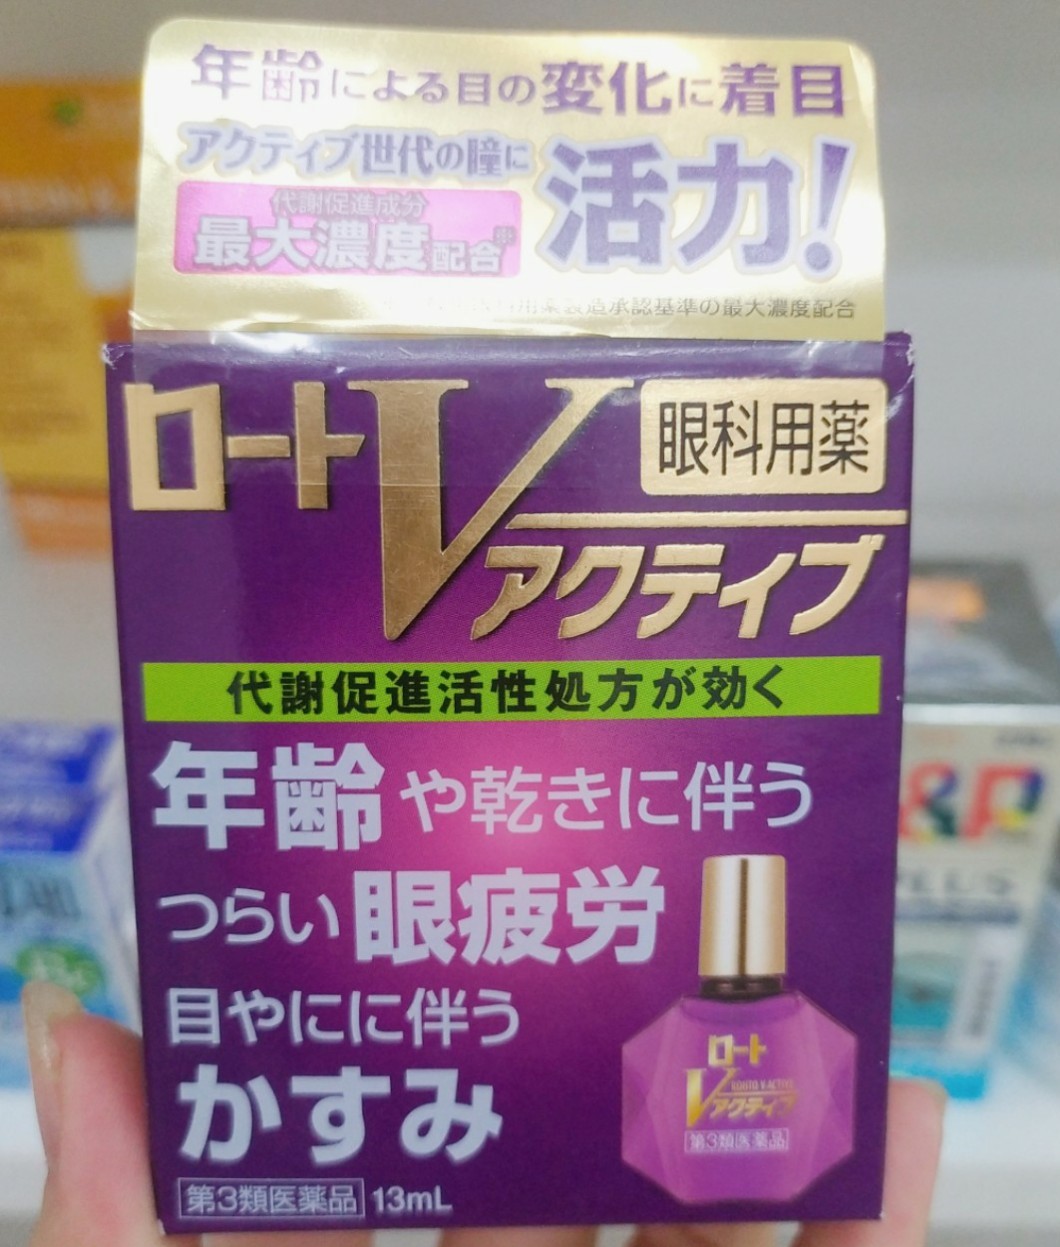 年齢による目の変化に着目
アクティブ世代の瞳に
活力!
代謝促進成分
最大濃度配合※
造承認基準の最大濃度配合
ロートV
眼科用薬
アクティブ
代謝促進活性処方が効く
年齢や乾きに伴う
つらい眼疲労
目やにに伴う
かすみ
第3類医薬品 13mL
ロート
V ROHTO V ACTIVE
アクティブ
第3類医薬品
&P
PLUS